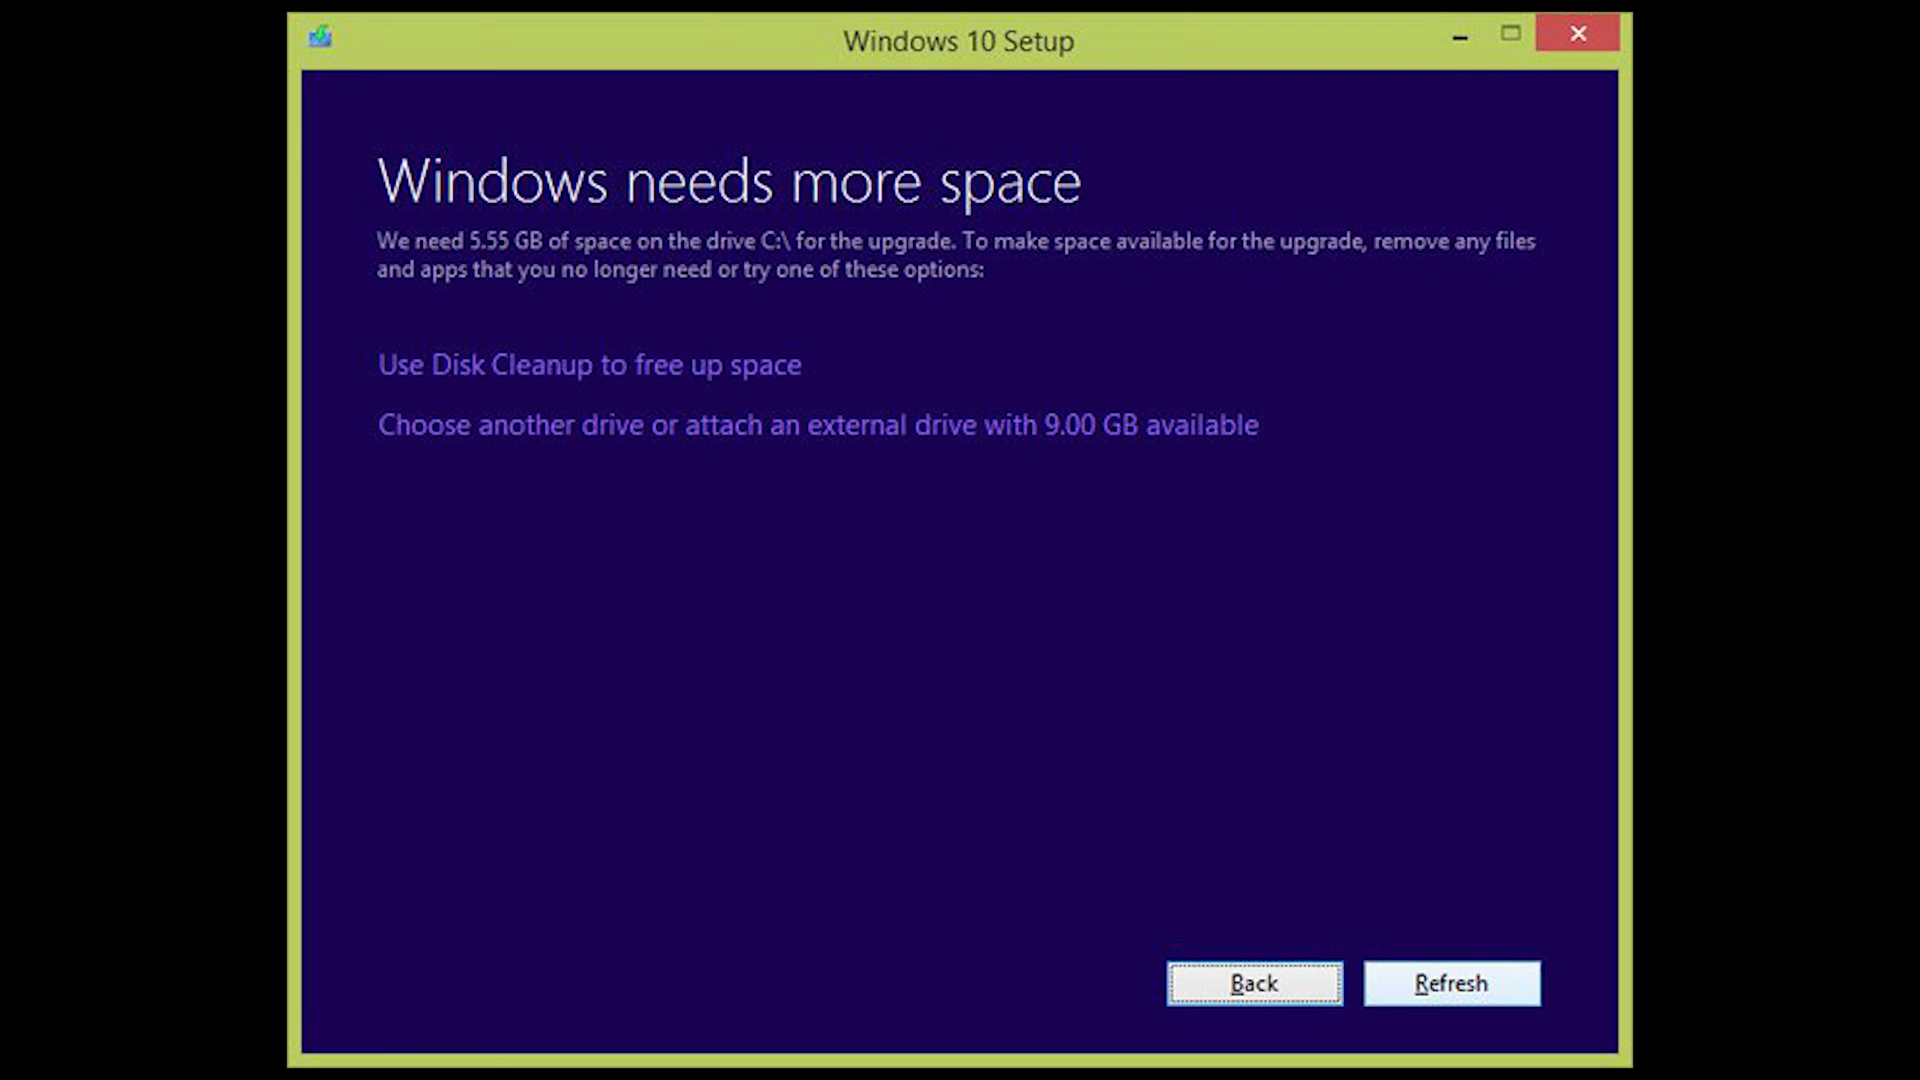 Windows 10 Setup
Windows needs more space
We need 5.55 GB of space on the drive C:\ for the upgrade. To make space available for the upgrade, remove any files
and apps that you no longer need or try one of these options:
Use Disk Cleanup to free up space
Choose another drive or attach an external drive with 9.00 GB available
Back
Refresh